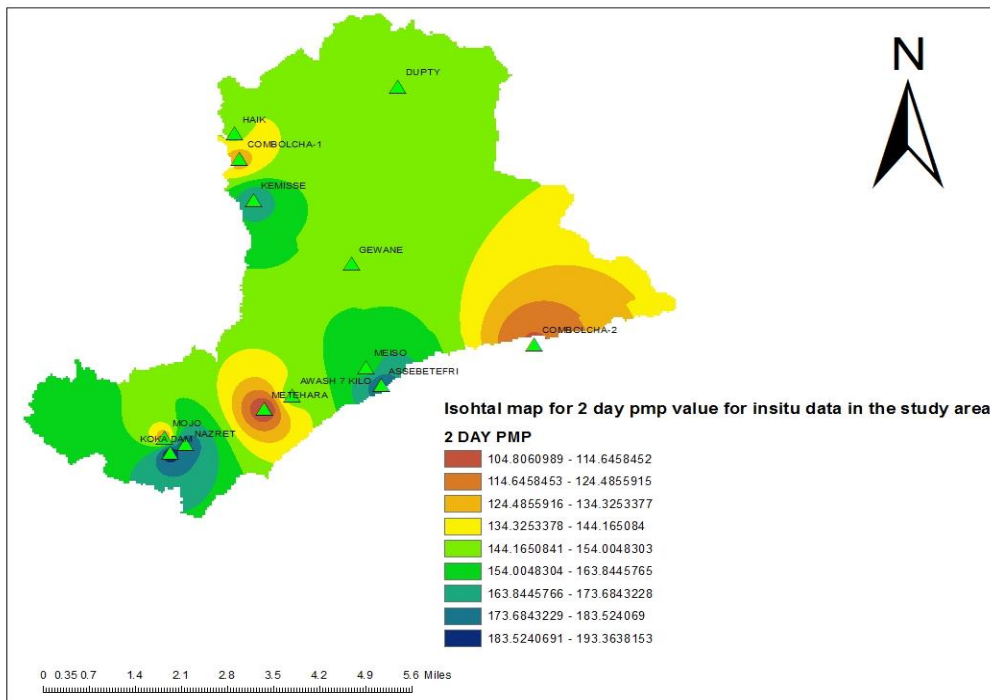 N
DUPTY
HAIK
COMBOLCHA-1
KEMISSE
GEWANE
COMBOLCHA-2
MEISO
ASSEBETEFRI
AWASH 7 KILO
METEHARA
MOJO
NAZRET
KOKA DAM
Isohtal map for 2 day pmp value for insitu data in the study area
2 DAY PMP
104.8060989 - 114.6458452
114.6458453 - 124.4855915
124.4855916 - 134.3253377
134.3253378 - 144.165084
144.1650841 - 154.0048303
154.0048304 - 163.8445765
163.8445766 - 173.6843228
173.6843229 - 183.524069
183.5240691 - 193.3638153
0 0.35 0.7 1.4 2.1 2.8 3.5 4.2 4.9 5.6 Miles